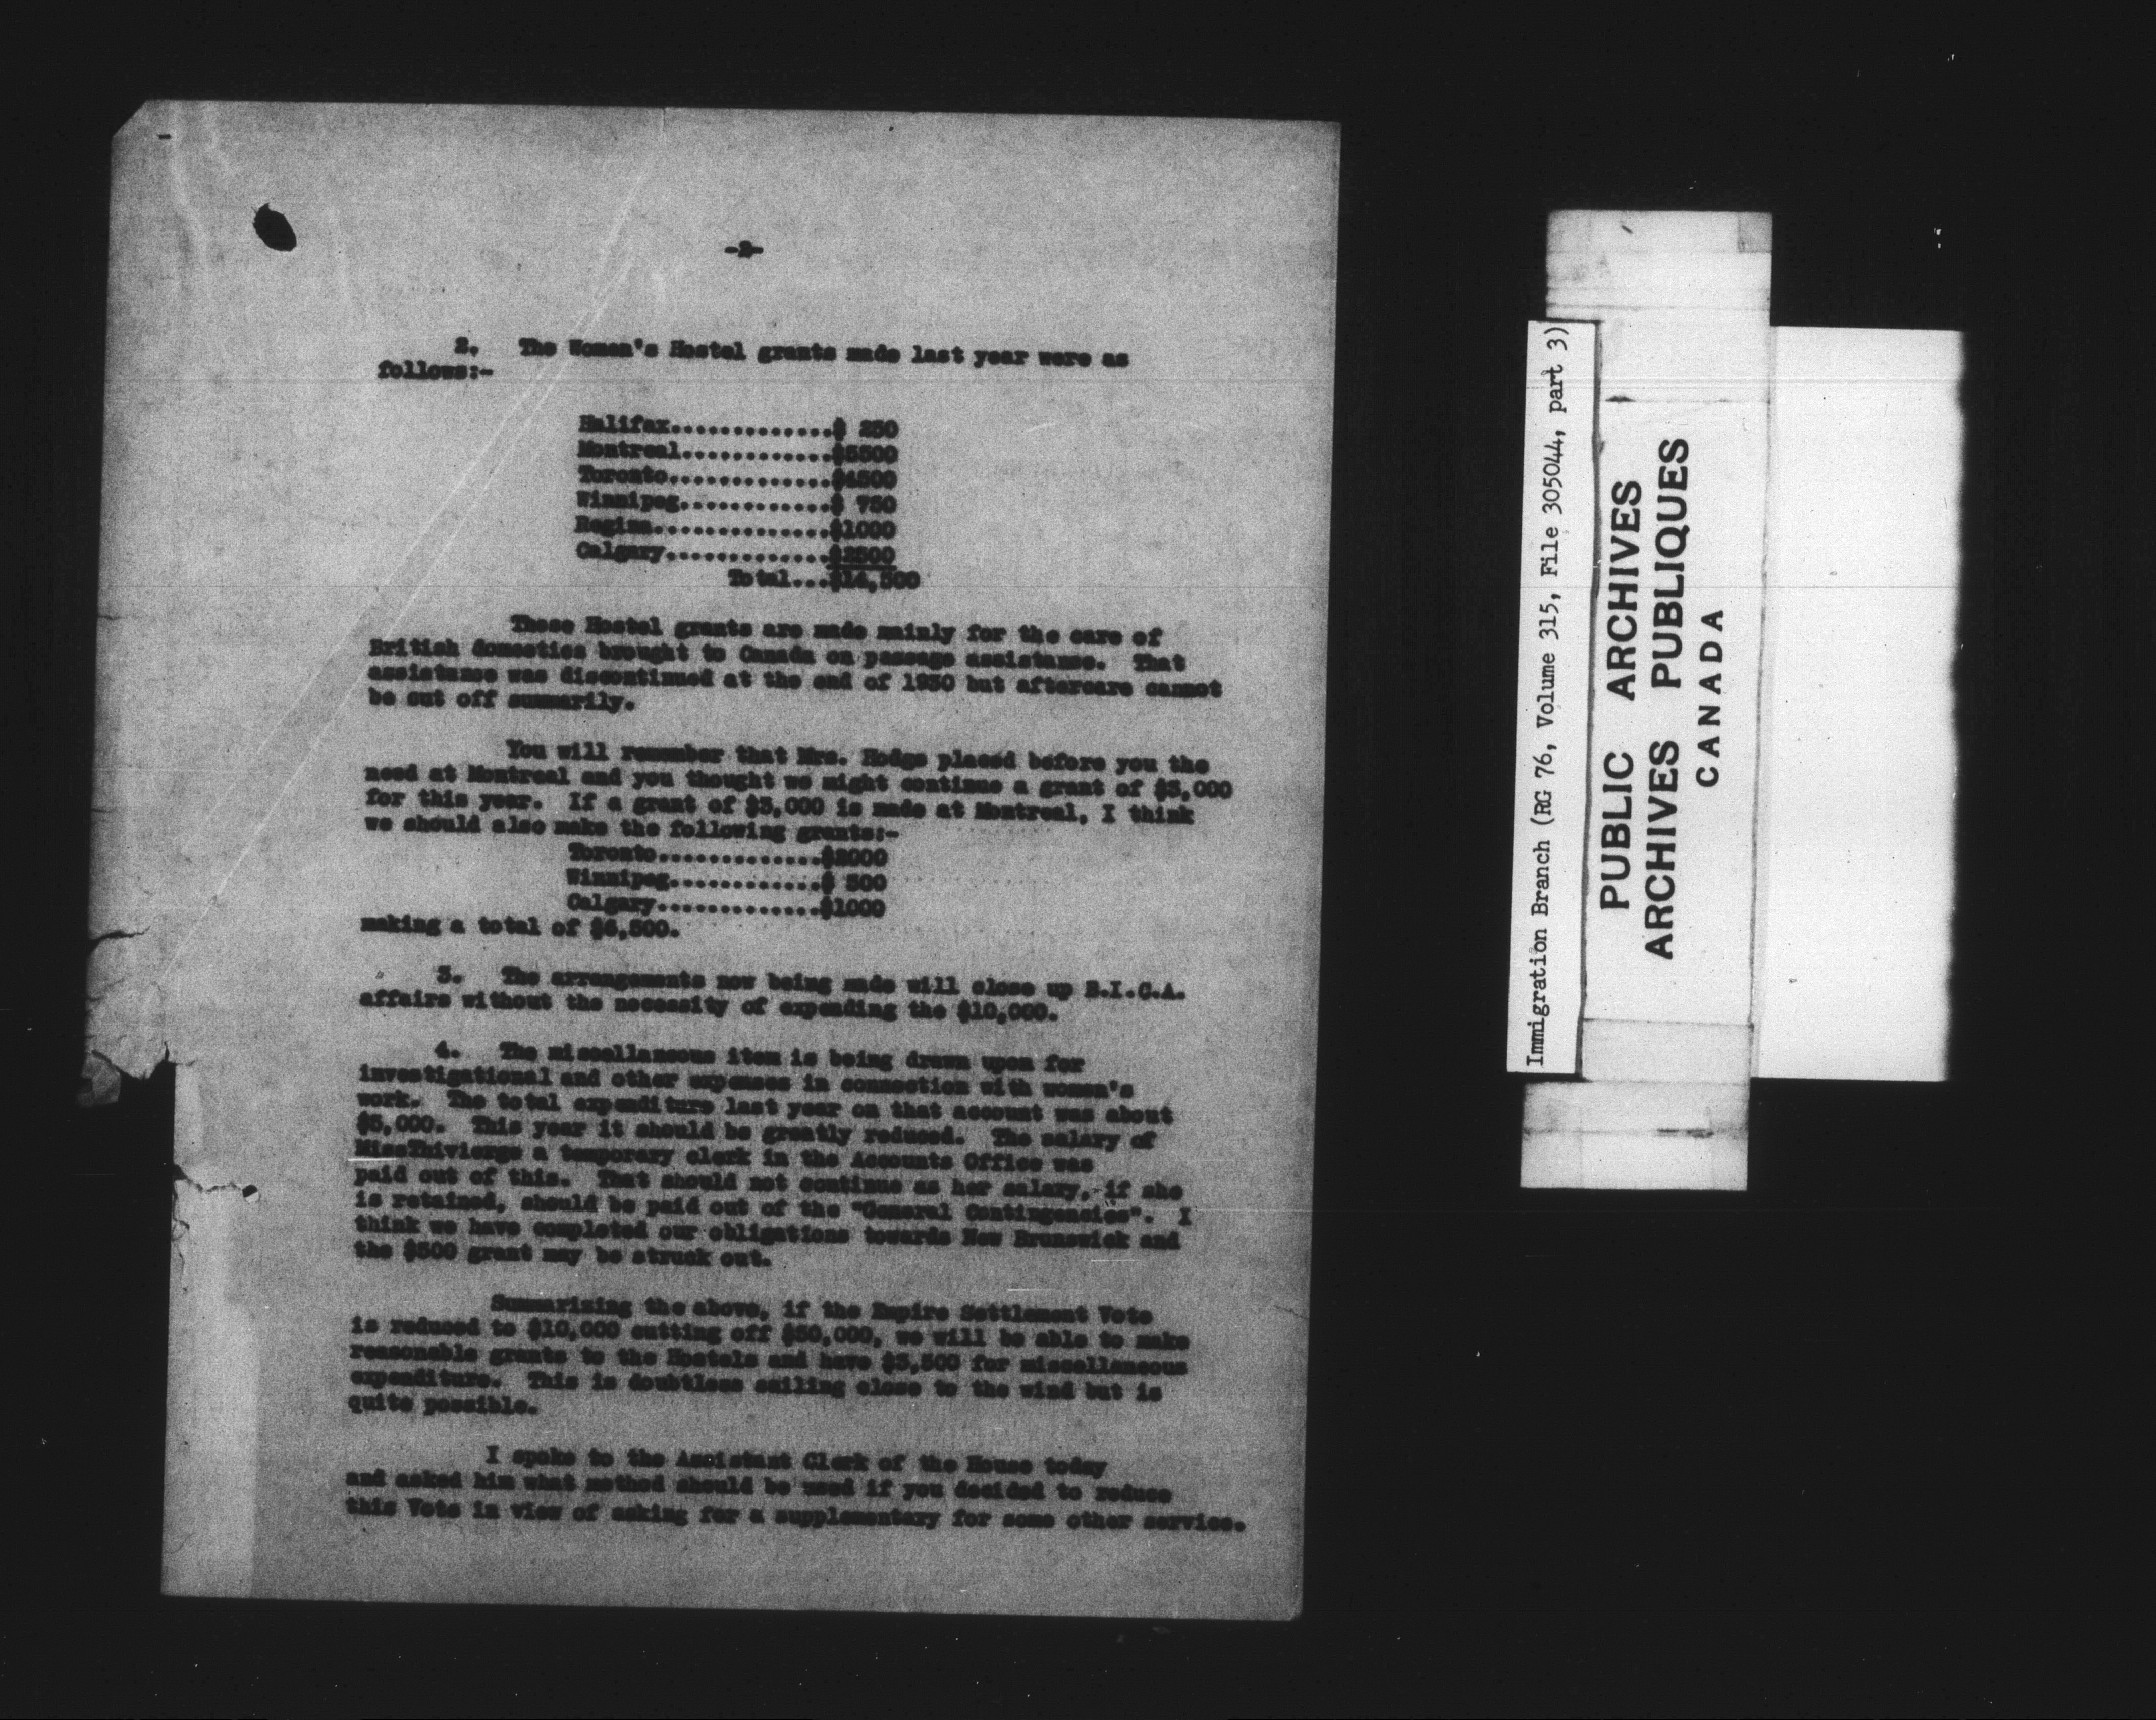 -2-
2. The Women's Hostel grants made last year were as
follows:-
Halifax.............$ 250
Montreal............$5500
Toronto.............$4500
Winnipeg............$ 750
Regina..............$1000
Calgary.............$2500
Total...$14,500
These Hostel grants are made mainly for the care of
British domestics brought to Canada on passage assistance. That
assistance was discontinued at the end of 1930 but aftercare cannot
be cut off summarily.
You will remember that Mrs. Hodge placed before you the
need at Montreal and you thought we might continue a grant of $3,000
for this year. If a grant of $3,000 is made at Montreal, I think
we should also make the following grants:-
Toronto.............$2000
Winnipeg............$ 500
Calgary.............$1000
making a total of $6,500.
3. The arrangements now being made will close up B.I.C.A.
affairs without the necessity of expending the $10,000.
4. The miscellaneous item is being drawn upon for
investigational and other expenses in connection with women's
work. The total expenditure last year on that account was about
$5,000. This year it should be greatly reduced. The salary of
MissThivierge a temporary clerk in the Accounts Office was
paid out of this. That should not continue as her salary, if she
is retained, should be paid out of the "General Contingencies". I
think we have completed our obligations towards New Brunswick and
the $500 grant may be struck out.
Summarizing the above, if the Empire Settlement Vote
is reduced to $10,000 cutting off $50,000, we will be able to make
reasonable grants to the Hostels and have $3,500 for miscellaneous
expenditure. This is doubtless sailing close to the wind but is
quite possible.
I spoke to the Assistant Clerk of the House today
and asked him what method should be used if you decided to reduce
this Vote in view of asking for a supplementary for some other service.
Immigration Branch (RG 76, Volume 315, File 305044, part 3)
PUBLIC ARCHIVES
ARCHIVES PUBLIQUES
CANADA